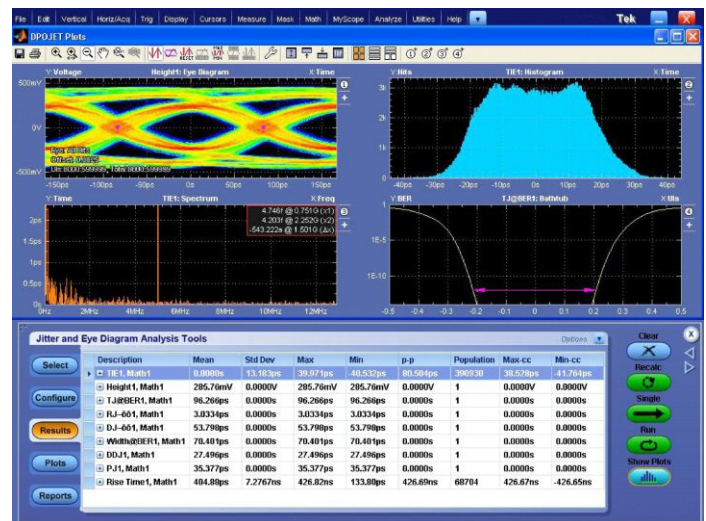 File Edit Vertical Horiz/Acq Trig Display Cursors Measure Mask Math MyScope Analyze Utilities Help Tek
DPOJET Plots
Y:Voltage Height1: Eye Diagram X:Time
500mV
0V
-500mV
Offset: 0.0025
-150ps -100ps -50ps 0s 50ps 100ps 150ps
Y:Hits TIE1: Histogram X:Time
3k
2k
1k
0
-40ps -30ps -20ps -10ps 0s 10ps 20ps 30ps 40ps
Y:Time TIE1: Spectrum X:Freq
4.746f @ 0.751G (x1)
4.203f @ 2.252G (x2)
-543.222a @ 1.501G (Δx)
2ps
1.5ps
1ps
0.5ps
0s
0Hz 2MHz 4MHz 6MHz 8MHz 10MHz 12MHz
Y:BER TJ@BER1: Bathtub X:UIs
1
1E-5
1E-10
-0.5 -0.4 -0.3 -0.2 -0.1 0 0.1 0.2 0.3 0.4 0.5
Jitter and Eye Diagram Analysis Tools Options
Select
Configure
Results
Plots
Reports
Description Mean Std Dev Max Min p-p Population Max-cc Min-cc
TIE1, Math1 0.0000s 13.183ps 39.971ps -40.532ps 80.504ps 390930 38.528ps -41.764ps
Height1, Math1 285.76mV 0.0000V 285.76mV 285.76mV 0.0000V 1 0.0000V 0.0000V
TJ@BER1, Math1 96.266ps 0.0000s 96.266ps 96.266ps 0.0000s 1 0.0000s 0.0000s
RJ-δδ1, Math1 3.0334ps 0.0000s 3.0334ps 3.0334ps 0.0000s 1 0.0000s 0.0000s
DJ-δδ1, Math1 53.798ps 0.0000s 53.798ps 53.798ps 0.0000s 1 0.0000s 0.0000s
Width@BER1, Math1 70.401ps 0.0000s 70.401ps 70.401ps 0.0000s 1 0.0000s 0.0000s
DDJ1, Math1 27.496ps 0.0000s 27.496ps 27.496ps 0.0000s 1 0.0000s 0.0000s
PJ1, Math1 35.377ps 0.0000s 35.377ps 35.377ps 0.0000s 1 0.0000s 0.0000s
Rise Time1, Math1 404.88ps 7.2767ns 426.82ns 133.80ps 426.69ns 68704 426.67ns -426.65ns
Clear
Recalc
Single
Run
Show Plots